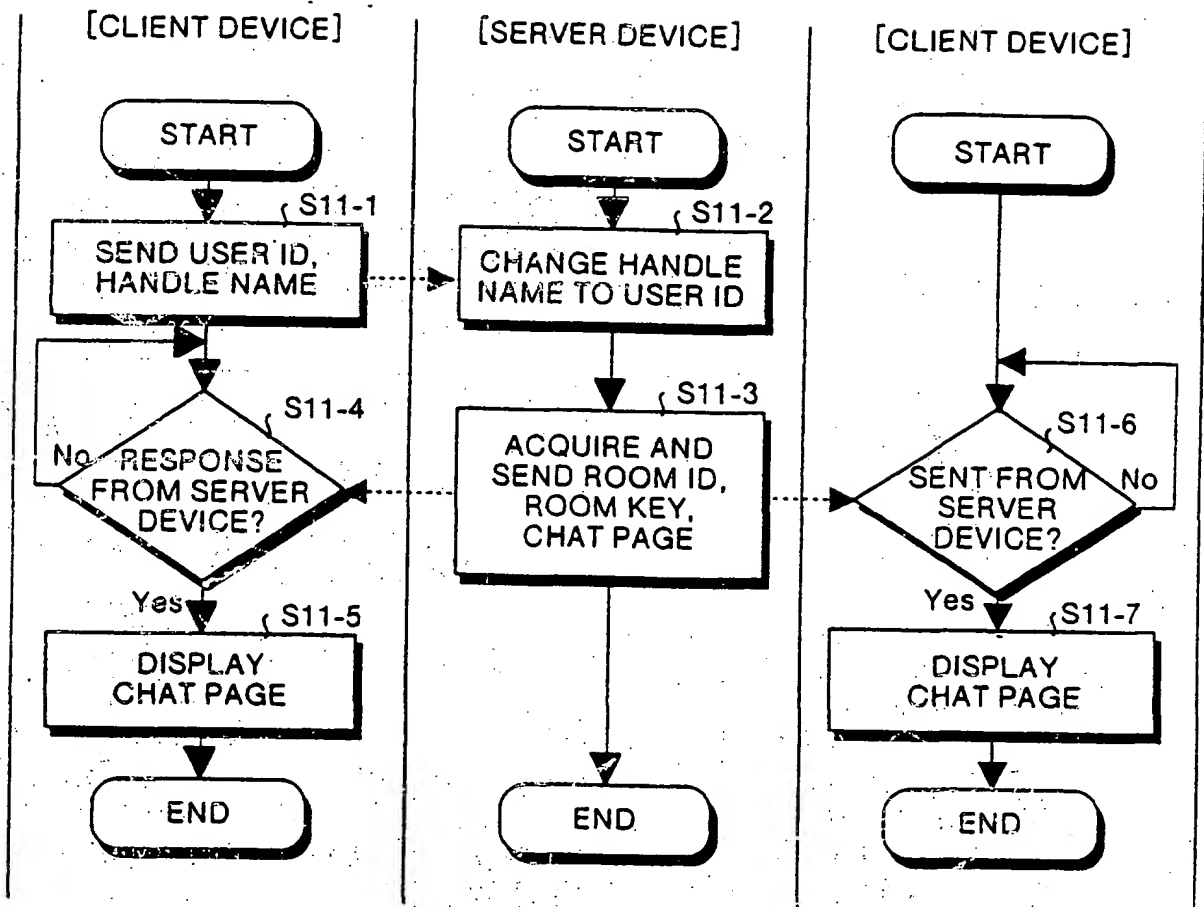 [CLIENT DEVICE]
START
S11-1
SEND USER ID,
HANDLE NAME
S11-4
No
RESPONSE
FROM SERVER
DEVICE?
Yes
S11-5
DISPLAY
CHAT PAGE
END
[SERVER DEVICE]
START
S11-2
CHANGE HANDLE
NAME TO USER ID
S11-3
ACQUIRE AND
SEND ROOM ID,
ROOM KEY,
CHAT PAGE
END
[CLIENT DEVICE]
START
S11-6
SENT FROM
SERVER
DEVICE?
No
Yes
S11-7
DISPLAY
CHAT PAGE
END